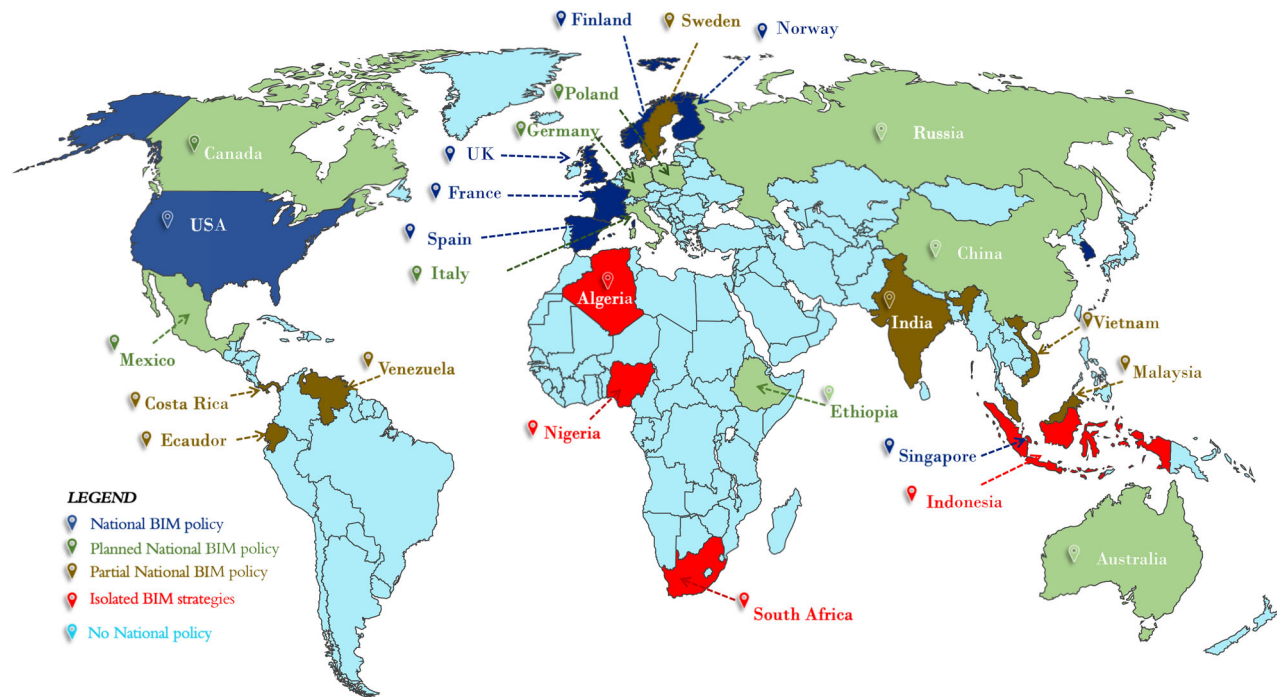 Finland
Sweden
Norway
Poland
Germany
Canada
Russia
UK
France
USA
Spain
Italy
China
Algeria
India
Vietnam
Mexico
Venezuela
Malaysia
Costa Rica
Ethiopia
Nigeria
Ecaudor
Singapore
Indonesia
LEGEND
National BIM policy
Planned National BIM policy
Partial National BIM policy
Isolated BIM strategies
No National policy
Australia
South Africa